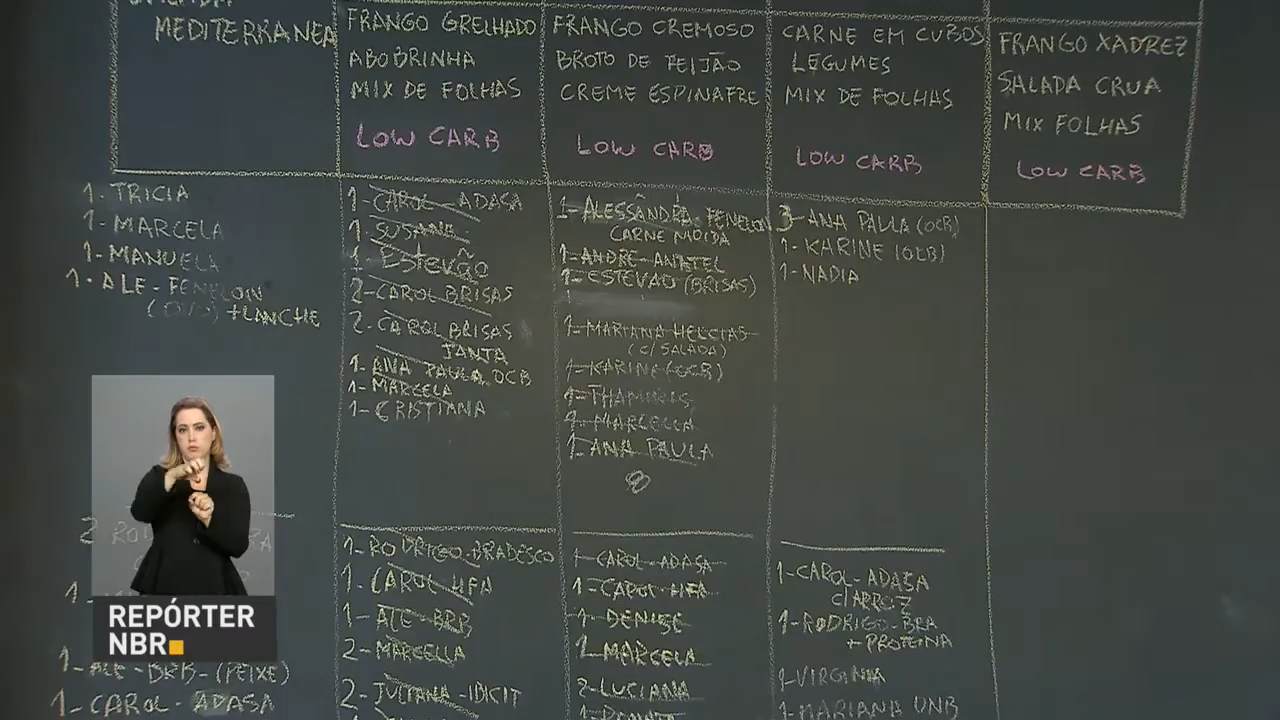 MEDITERRANEA
FRANGO GRELHADO
ABOBRINHA
MIX DE FOLHAS
LOW CARB
FRANGO CREMOSO
BROTO DE FEIJÃO
CREME ESPINAFRE
LOW CARB
CARNE EM CUBOS
LEGUMES
MIX DE FOLHAS
LOW CARB
FRANGO XADREZ
SALADA CRUA
MIX FOLHAS
LOW CARB
1- TRICIA
1- MARCELA
1- MANUELA
1- ALE - FENELON
+LANCHE
1- CAROL - ADASA
1- SUSANA
1- ESTEVÃO
2- CAROL BRISAS
2- CAROL BRISAS
JANTA
1- ANA PAULA OCB
1- MARCELA
1- CRISTIANA
1- ALESSANDRA FENELON
CARNE MOIDA
1- ANDRE - ANATEL
1- ESTEVAO (BRISAS)
1- MARIANA HELCIAS
(C/ SALADA)
1- KARINE (OCB)
1- MARCELLA
1- ANA PAULA
3- ANA PAULA (OCB)
1- KARINE (OCB)
1- NADIA
2
1- ALE - BRB - (PEIXE)
1- CAROL - ADASA
1- RODRIGO - BRADESCO
1- CAROL HFA
1- ALE - BRB
2- MARCELLA
2- JULIANA - IDICIT
1- CAROL - ADASA
1- CAROL HFA
1- DENISE
1- MARCELA
2- LUCIANA
1- RENATA
1- CAROL - ADASA
C/ARROZ
1- RODRIGO - BRA
+ PROTEINA
1- VIRGINIA
1- MARIANA UNB
REPÓRTER
NBR